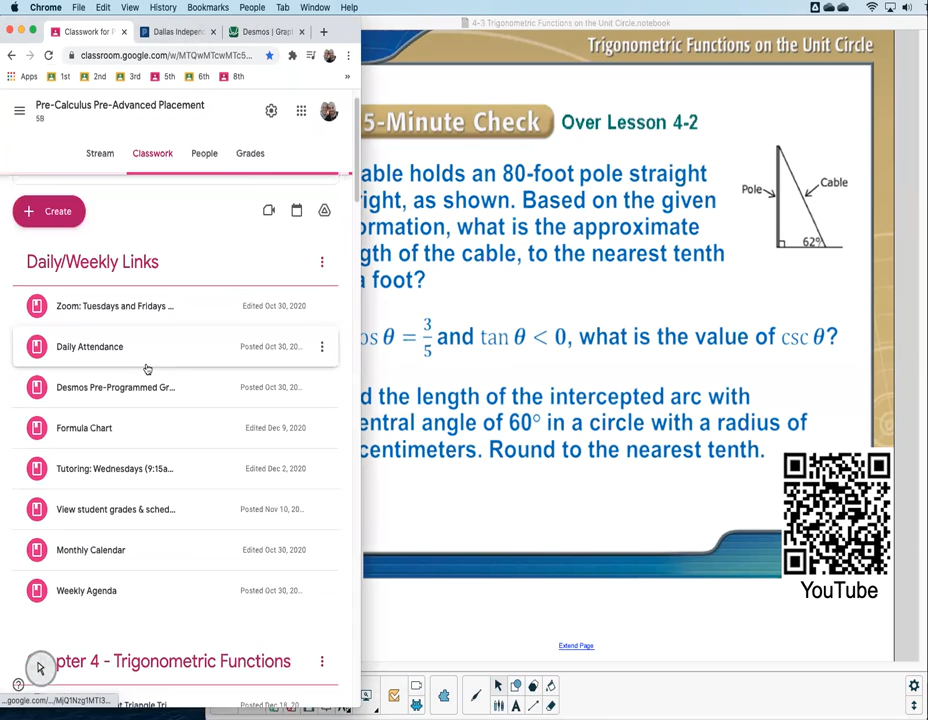 Chrome File Edit View History Bookmarks People Tab Window Help
4-3 Trigonometric Functions on the Unit Circle.notebook
Classwork for P Dallas Independ Desmos | Grap
classroom.google.com/w/MTQwMTcwMTc5...
Apps 1st 2nd 3rd 5th 6th 8th
Pre-Calculus Pre-Advanced Placement
5B
Stream Classwork People Grades
Create
Daily/Weekly Links
Zoom: Tuesdays and Fridays ... Edited Oct 30, 2020
Daily Attendance Posted Oct 30, 20...
Desmos Pre-Programmed Gr... Posted Oct 30, 20...
Formula Chart Edited Dec 9, 2020
Tutoring: Wednesdays (9:15a... Edited Dec 2, 2020
View student grades & sched... Posted Nov 10, 20...
Monthly Calendar Edited Oct 30, 2020
Weekly Agenda Posted Oct 30, 20...
pter 4 - Trigonometric Functions
t Triangle Tri... Posted Dec 18, 20...
...google.com/.../MjQ1Nzg1MTI3...
Trigonometric Functions on the Unit Circle
5-Minute Check Over Lesson 4-2
able holds an 80-foot pole straight
ight, as shown. Based on the given
ormation, what is the approximate
gth of the cable, to the nearest tenth
a foot?
Pole Cable
62°
os θ = 3/5 and tan θ < 0, what is the value of csc θ?
d the length of the intercepted arc with
entral angle of 60° in a circle with a radius of
centimeters. Round to the nearest tenth.
YouTube
Extend Page